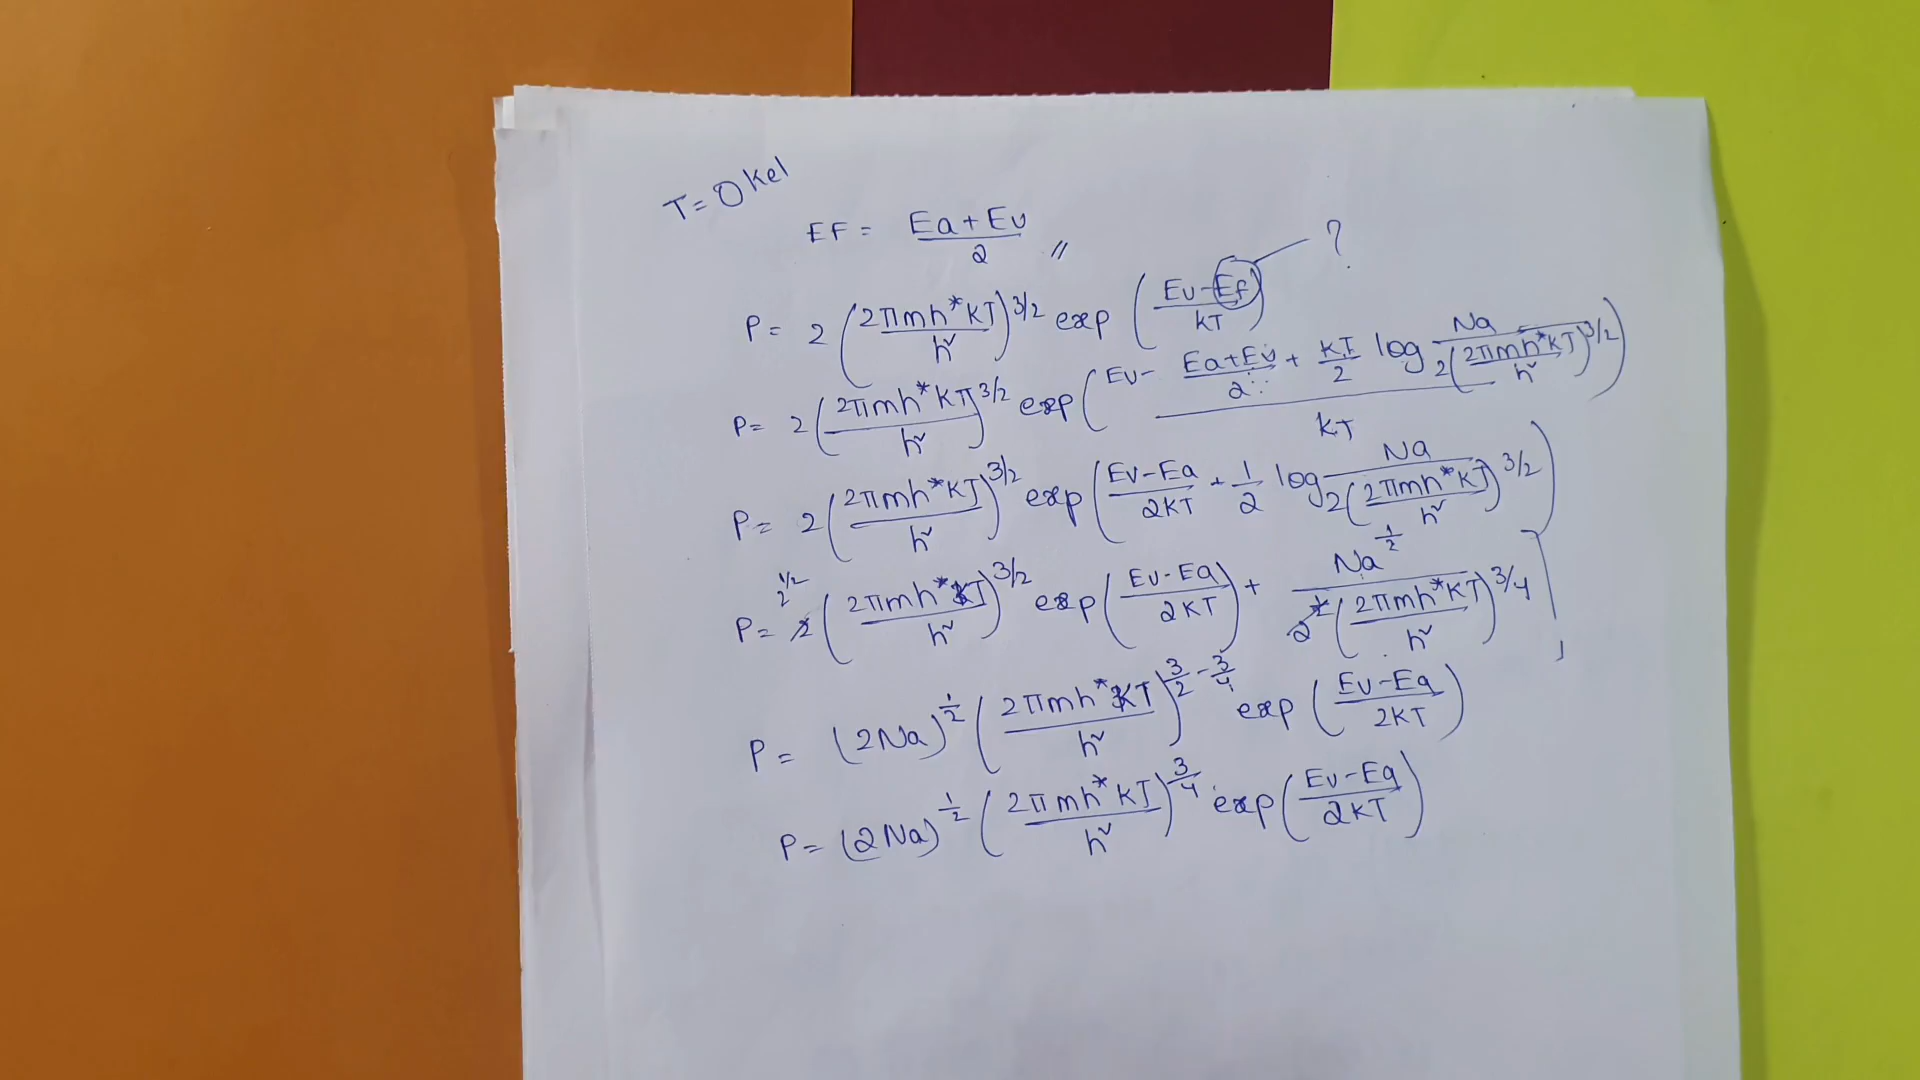 T= 0 Kel
EF = Ea+Ev/2 //
P= 2 (2πmh*kT/h²)^3/2 exp (Ev-Ef/kT) ?
P= 2 (2πmh*kT/h²)^3/2 exp (Ev- Ea+Ev/2 + kT/2 log Na/2(2πmh*kT/h²)^3/2 / kT)
P= 2 (2πmh*kT/h²)^3/2 exp (Ev-Ea/2kT + 1/2 log Na/2(2πmh*kT/h²)^3/2)
P= 2^1/2 (2πmh*kT/h²)^3/2 exp (Ev-Ea/2kT) + Na^1/2/2(2πmh*kT/h²)^3/4
P= (2Na)^1/2 (2πmh*kT/h²)^3/2-3/4 exp (Ev-Ea/2kT)
P= (2Na)^1/2 (2πmh*kT/h²)^3/4 exp (Ev-Ea/2kT)